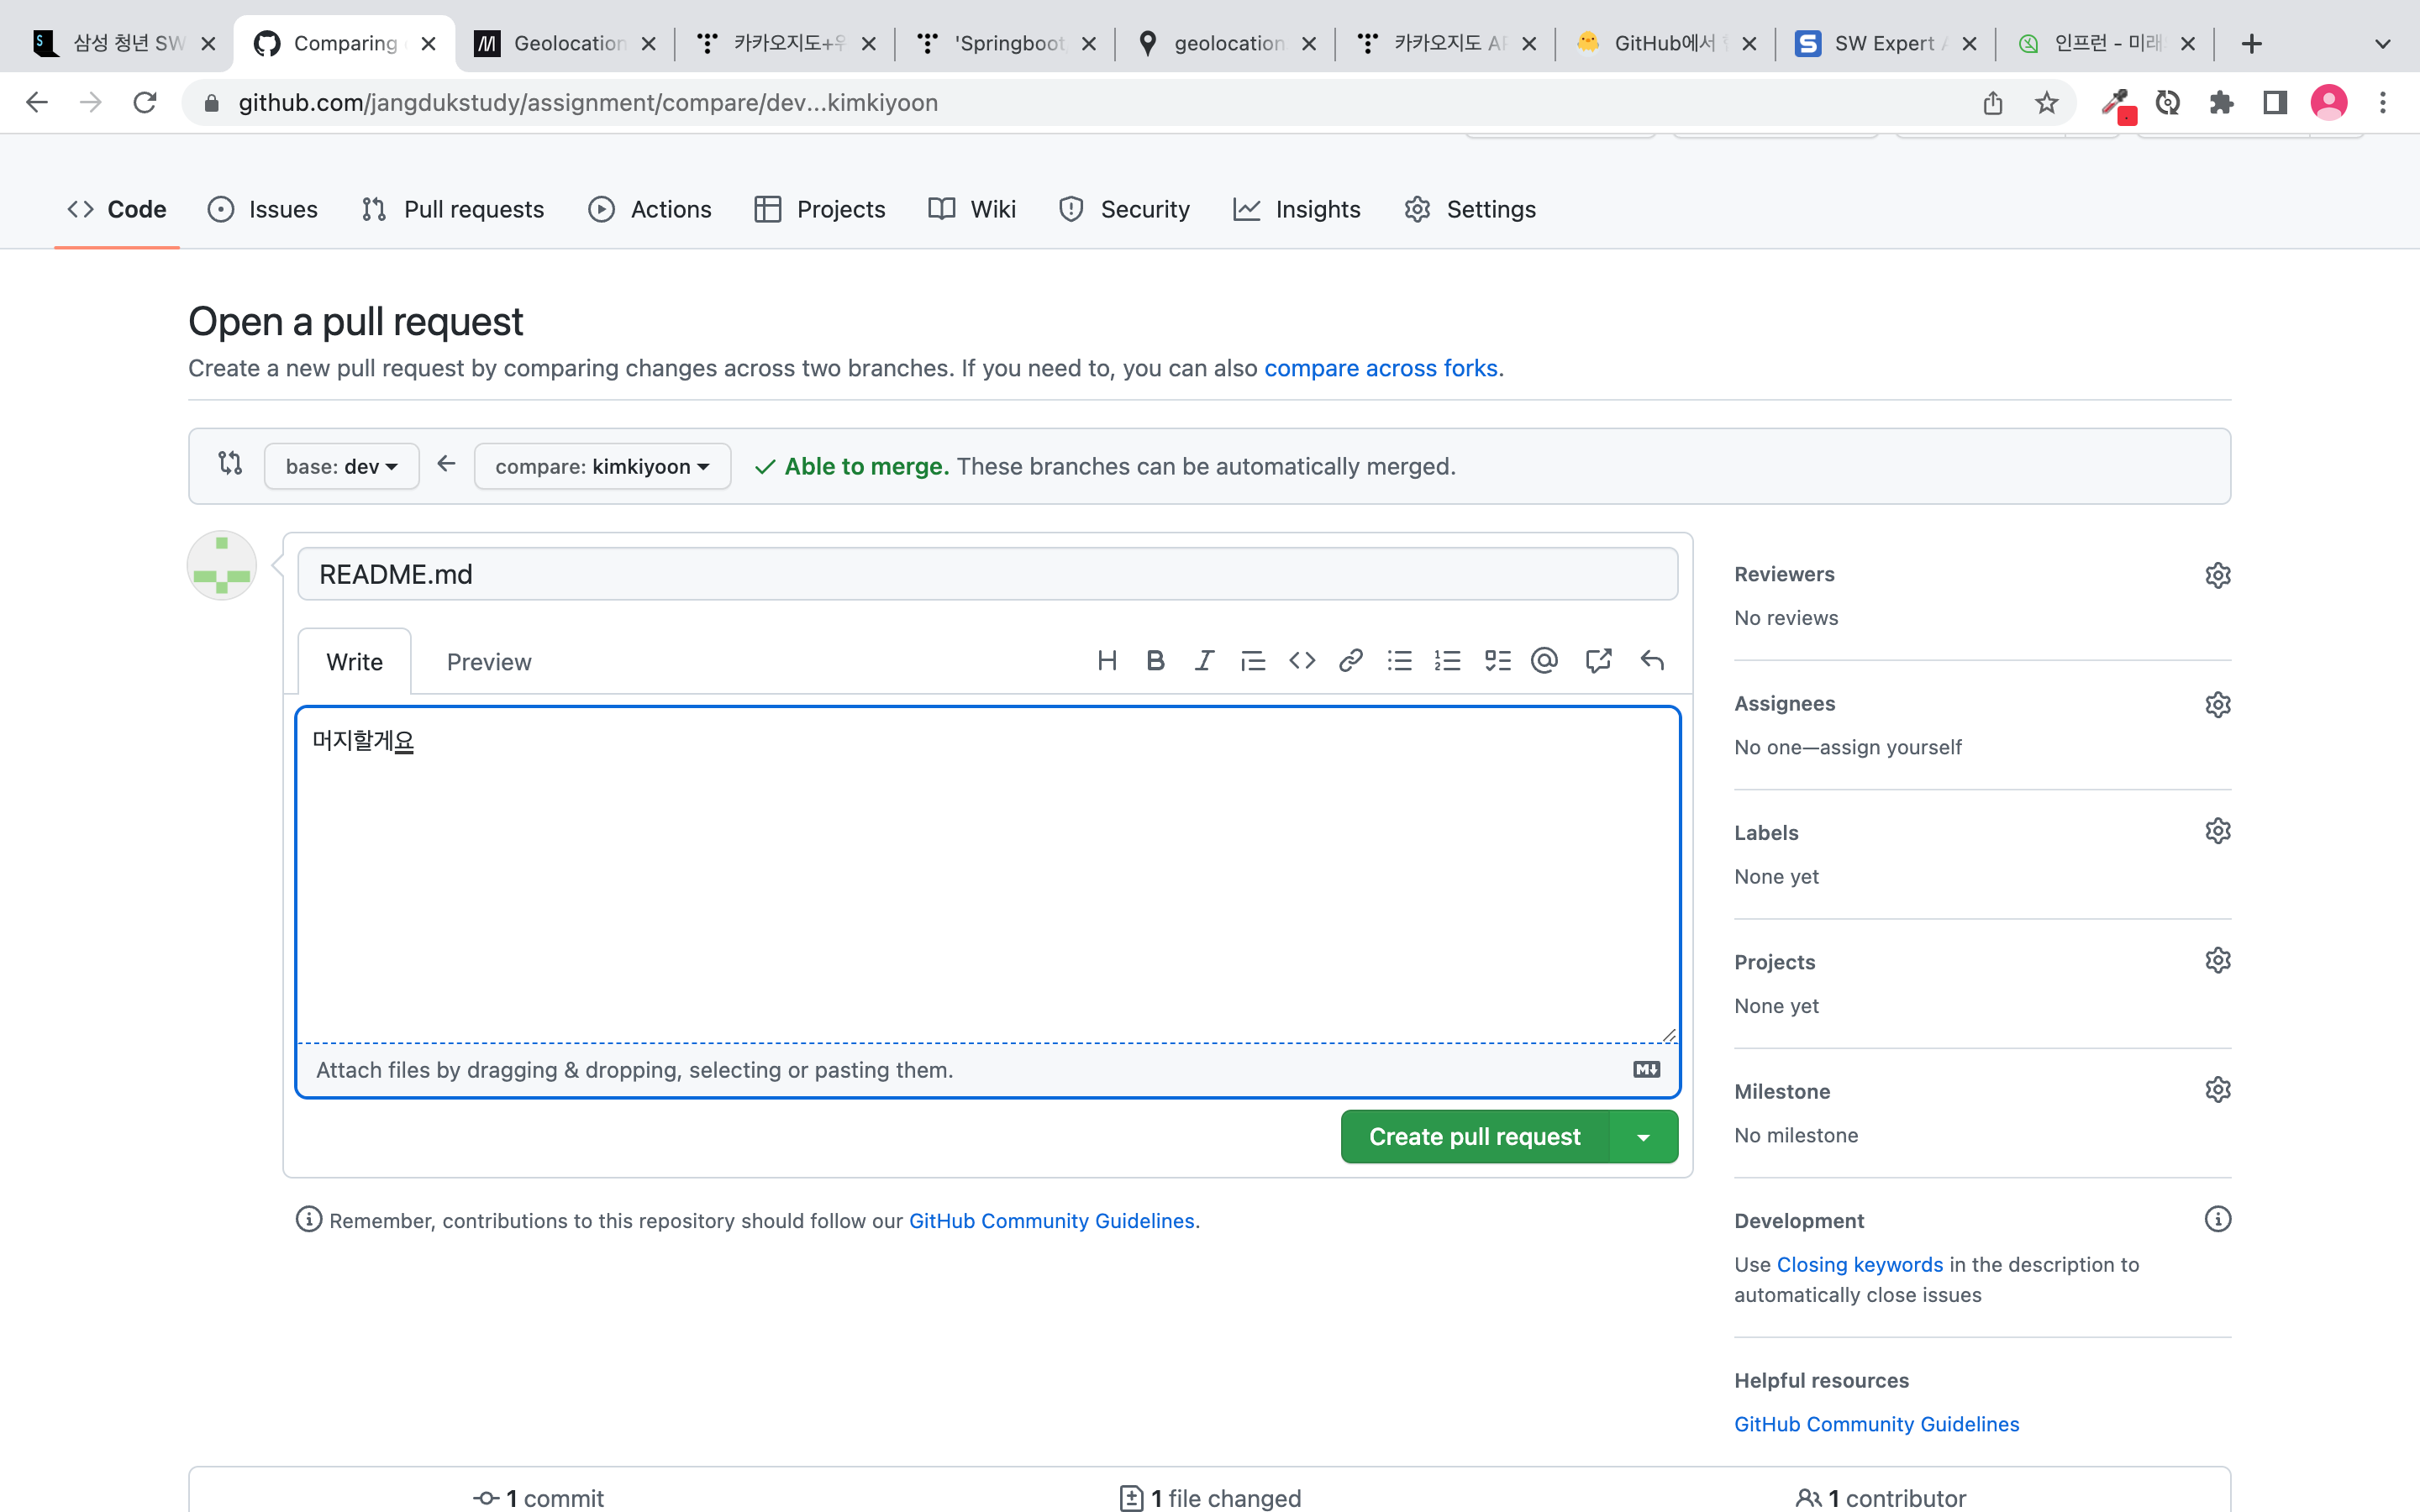 삼성 청년 SW
Comparing
Geolocation
카카오지도+우
'Springboot
geolocation
카카오지도 AP
GitHub에서
SW Expert A
인프런 - 미래
github.com/jangdukstudy/assignment/compare/dev...kimkiyoon
Code
Issues
Pull requests
Actions
Projects
Wiki
Security
Insights
Settings
Open a pull request
Create a new pull request by comparing changes across two branches. If you need to, you can also compare across forks.
base: dev
compare: kimkiyoon
Able to merge. These branches can be automatically merged.
README.md
Write
Preview
머지할게요
Attach files by dragging & dropping, selecting or pasting them.
Create pull request
Remember, contributions to this repository should follow our GitHub Community Guidelines.
Reviewers
No reviews
Assignees
No one—assign yourself
Labels
None yet
Projects
None yet
Milestone
No milestone
Development
Use Closing keywords in the description to
automatically close issues
Helpful resources
GitHub Community Guidelines
1 commit
1 file changed
1 contributor